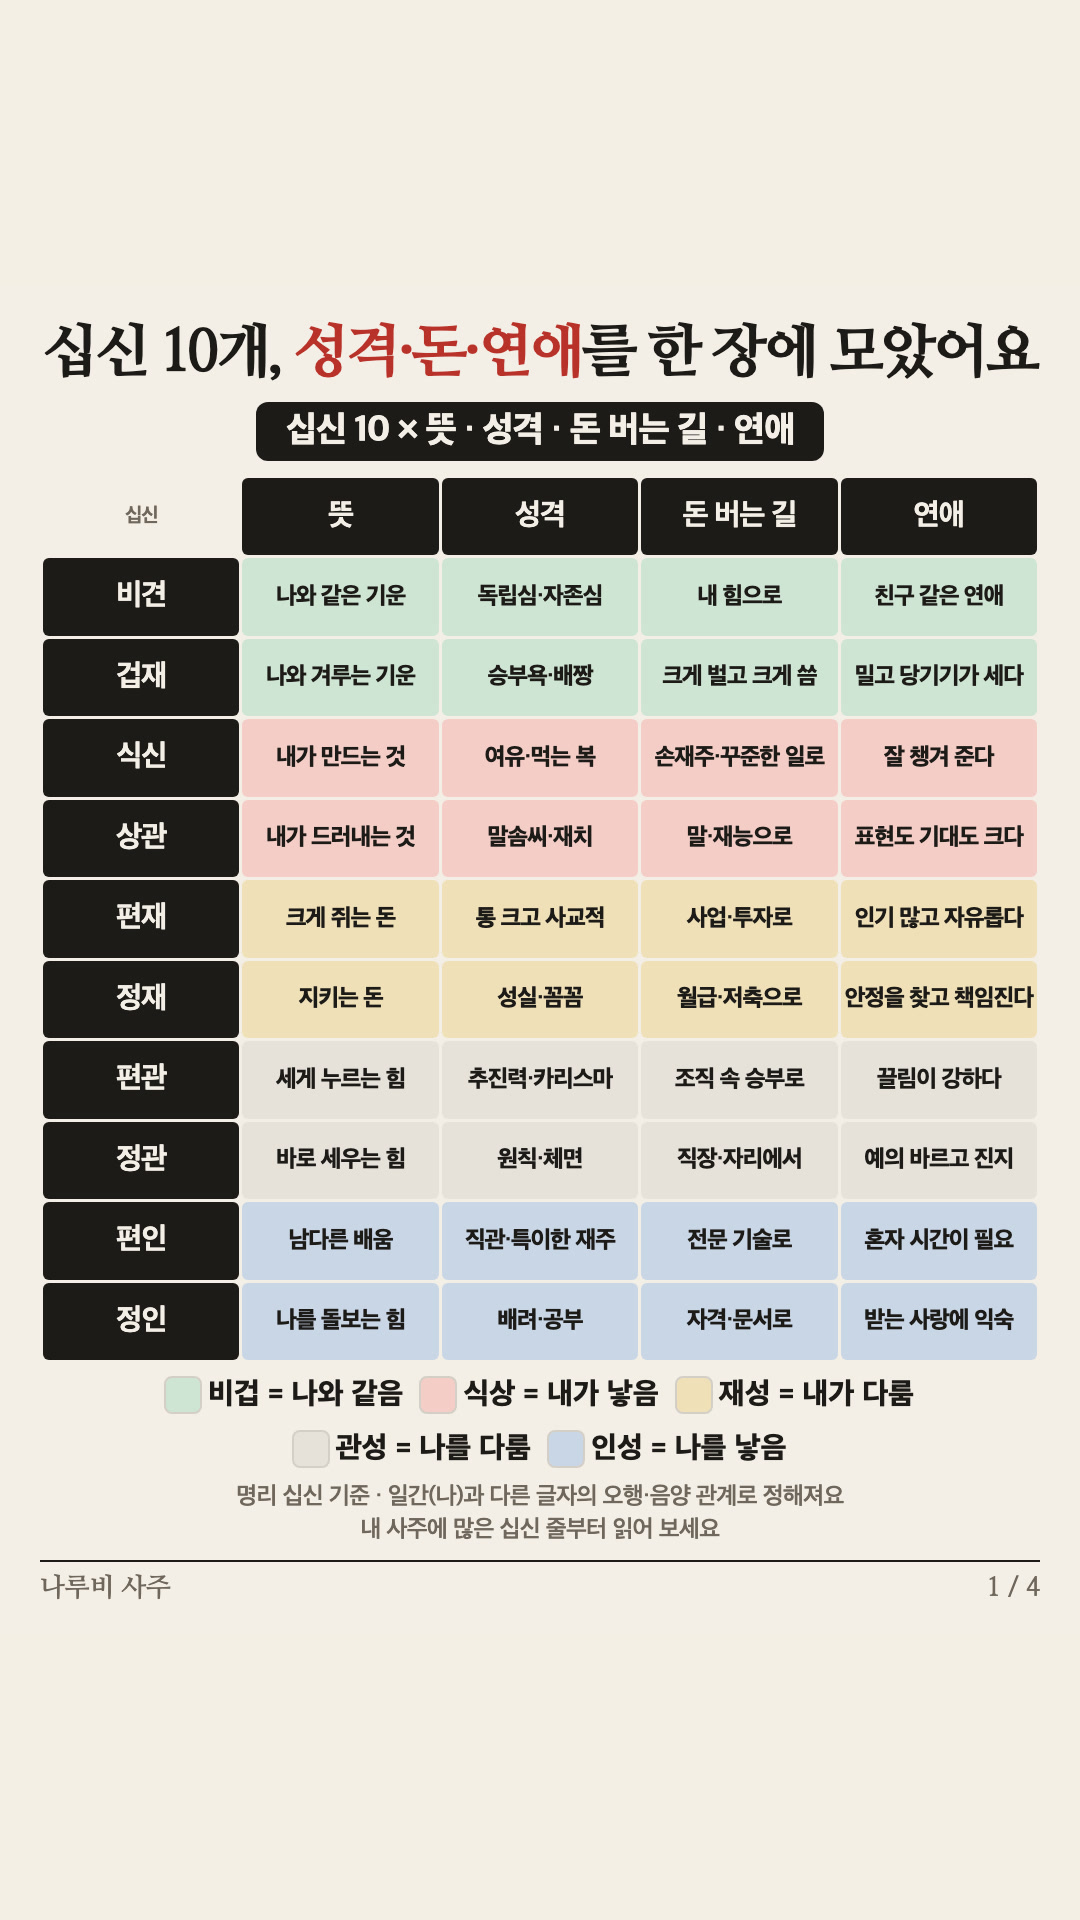 십신 10개, 성격·돈·연애를 한 장에 모았어요
십신 10 × 뜻 · 성격 · 돈 버는 길 · 연애
십신 뜻 성격 돈 버는 길 연애
비견 나와 같은 기운 독립심·자존심 내 힘으로 친구 같은 연애
겁재 나와 겨루는 기운 승부욕·배짱 크게 벌고 크게 씀 밀고 당기기가 세다
식신 내가 만드는 것 여유·먹는 복 손재주·꾸준한 일로 잘 챙겨 준다
상관 내가 드러내는 것 말솜씨·재치 말·재능으로 표현도 기대도 크다
편재 크게 쥐는 돈 통 크고 사교적 사업·투자로 인기 많고 자유롭다
정재 지키는 돈 성실·꼼꼼 월급·저축으로 안정을 찾고 책임진다
편관 세게 누르는 힘 추진력·카리스마 조직 속 승부로 끌림이 강하다
정관 바로 세우는 힘 원칙·체면 직장·자리에서 예의 바르고 진지
편인 남다른 배움 직관·특이한 재주 전문 기술로 혼자 시간이 필요
정인 나를 돌보는 힘 배려·공부 자격·문서로 받는 사랑에 익숙
비겁 = 나와 같음 식상 = 내가 낳음 재성 = 내가 다룸
관성 = 나를 다룸 인성 = 나를 낳음
명리 십신 기준 · 일간(나)과 다른 글자의 오행·음양 관계로 정해져요
내 사주에 많은 십신 줄부터 읽어 보세요
나루비 사주 1 / 4